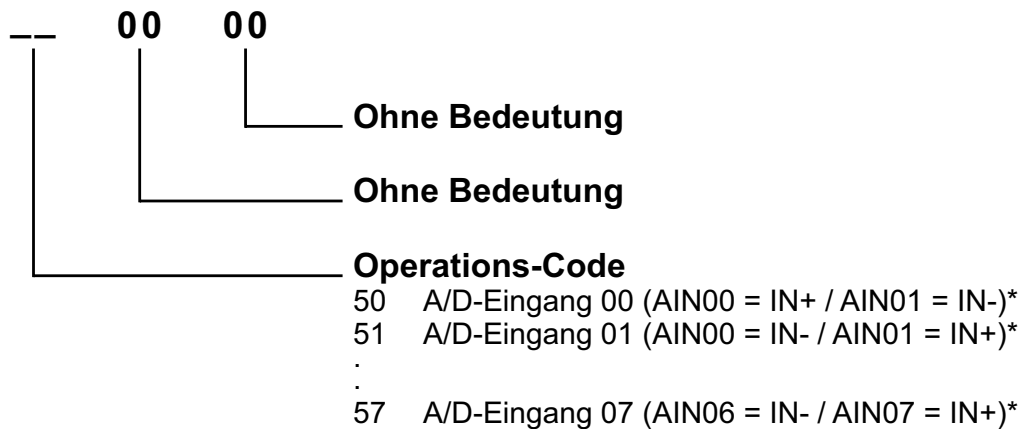 __ 00 00
Ohne Bedeutung
Ohne Bedeutung
Operations-Code
50 A/D-Eingang 00 (AIN00 = IN+ / AIN01 = IN-)*
51 A/D-Eingang 01 (AIN00 = IN- / AIN01 = IN+)*
.
.
57 A/D-Eingang 07 (AIN06 = IN- / AIN07 = IN+)*